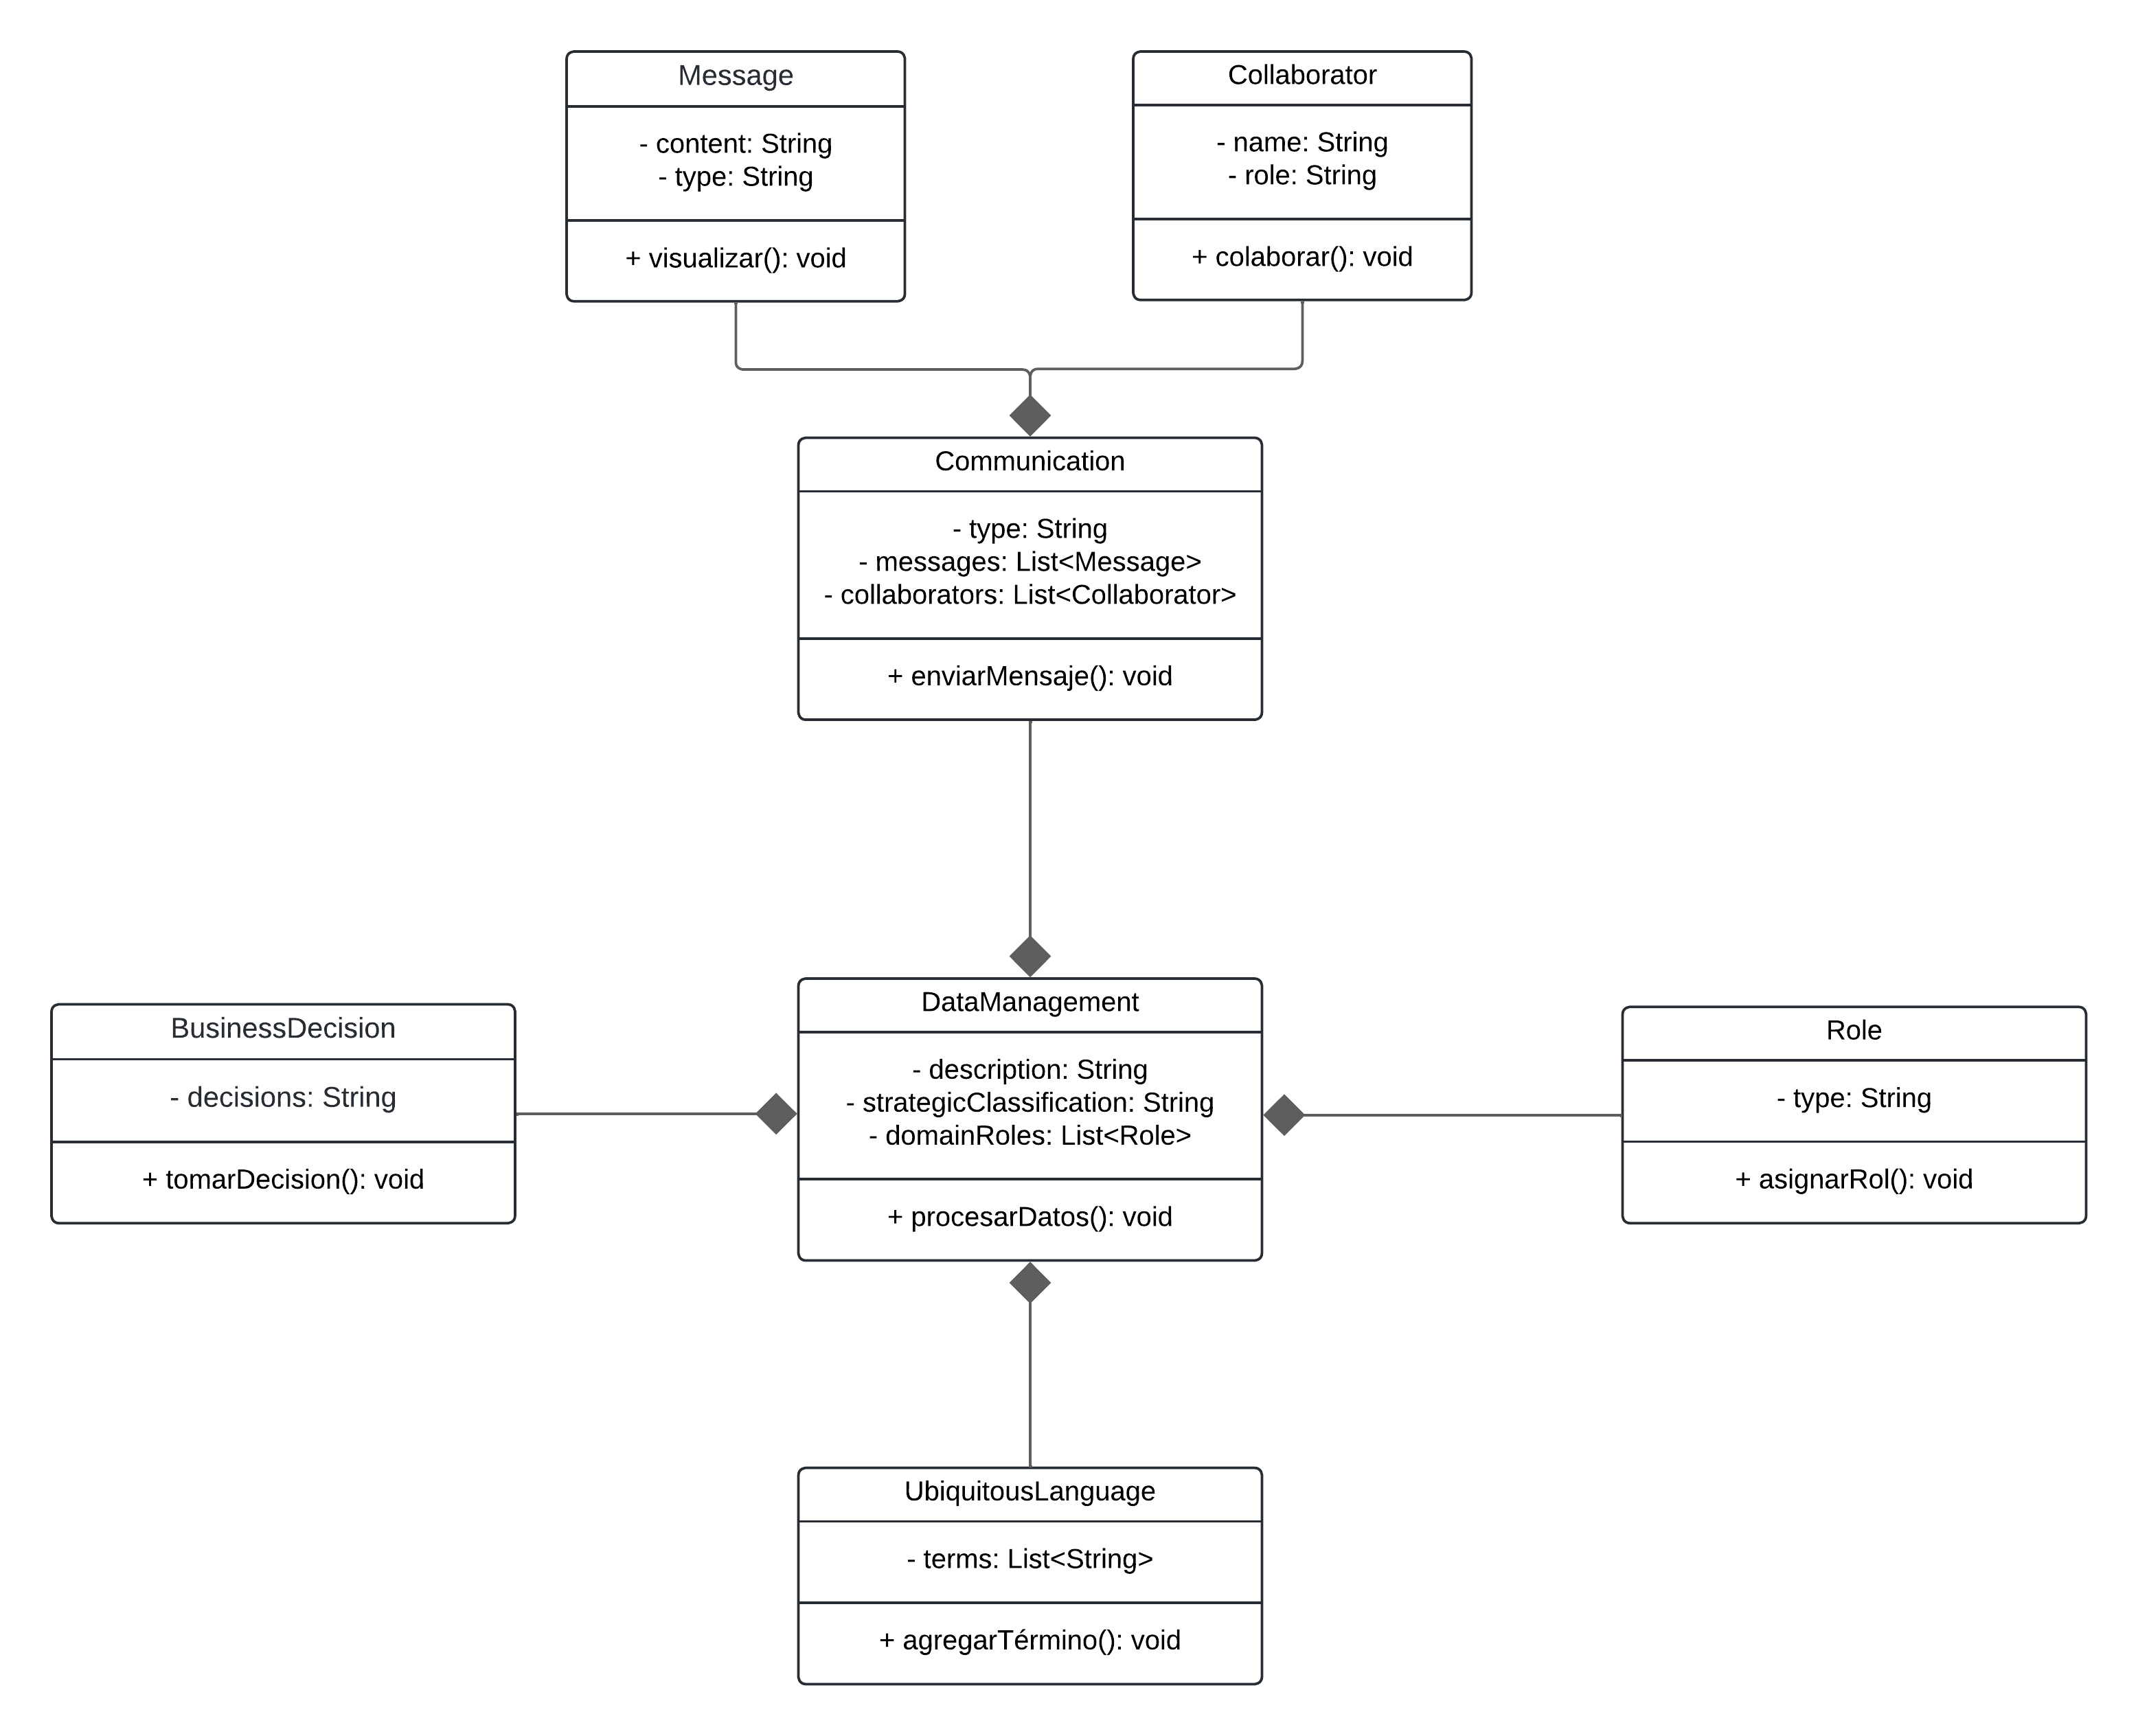 Message
- content: String
- type: String
+ visualizar(): void
Collaborator
- name: String
- role: String
+ colaborar(): void
Communication
- type: String
- messages: List<Message>
- collaborators: List<Collaborator>
+ enviarMensaje(): void
BusinessDecision
- decisions: String
+ tomarDecision(): void
DataManagement
- description: String
- strategicClassification: String
- domainRoles: List<Role>
+ procesarDatos(): void
Role
- type: String
+ asignarRol(): void
UbiquitousLanguage
- terms: List<String>
+ agregarTérmino(): void